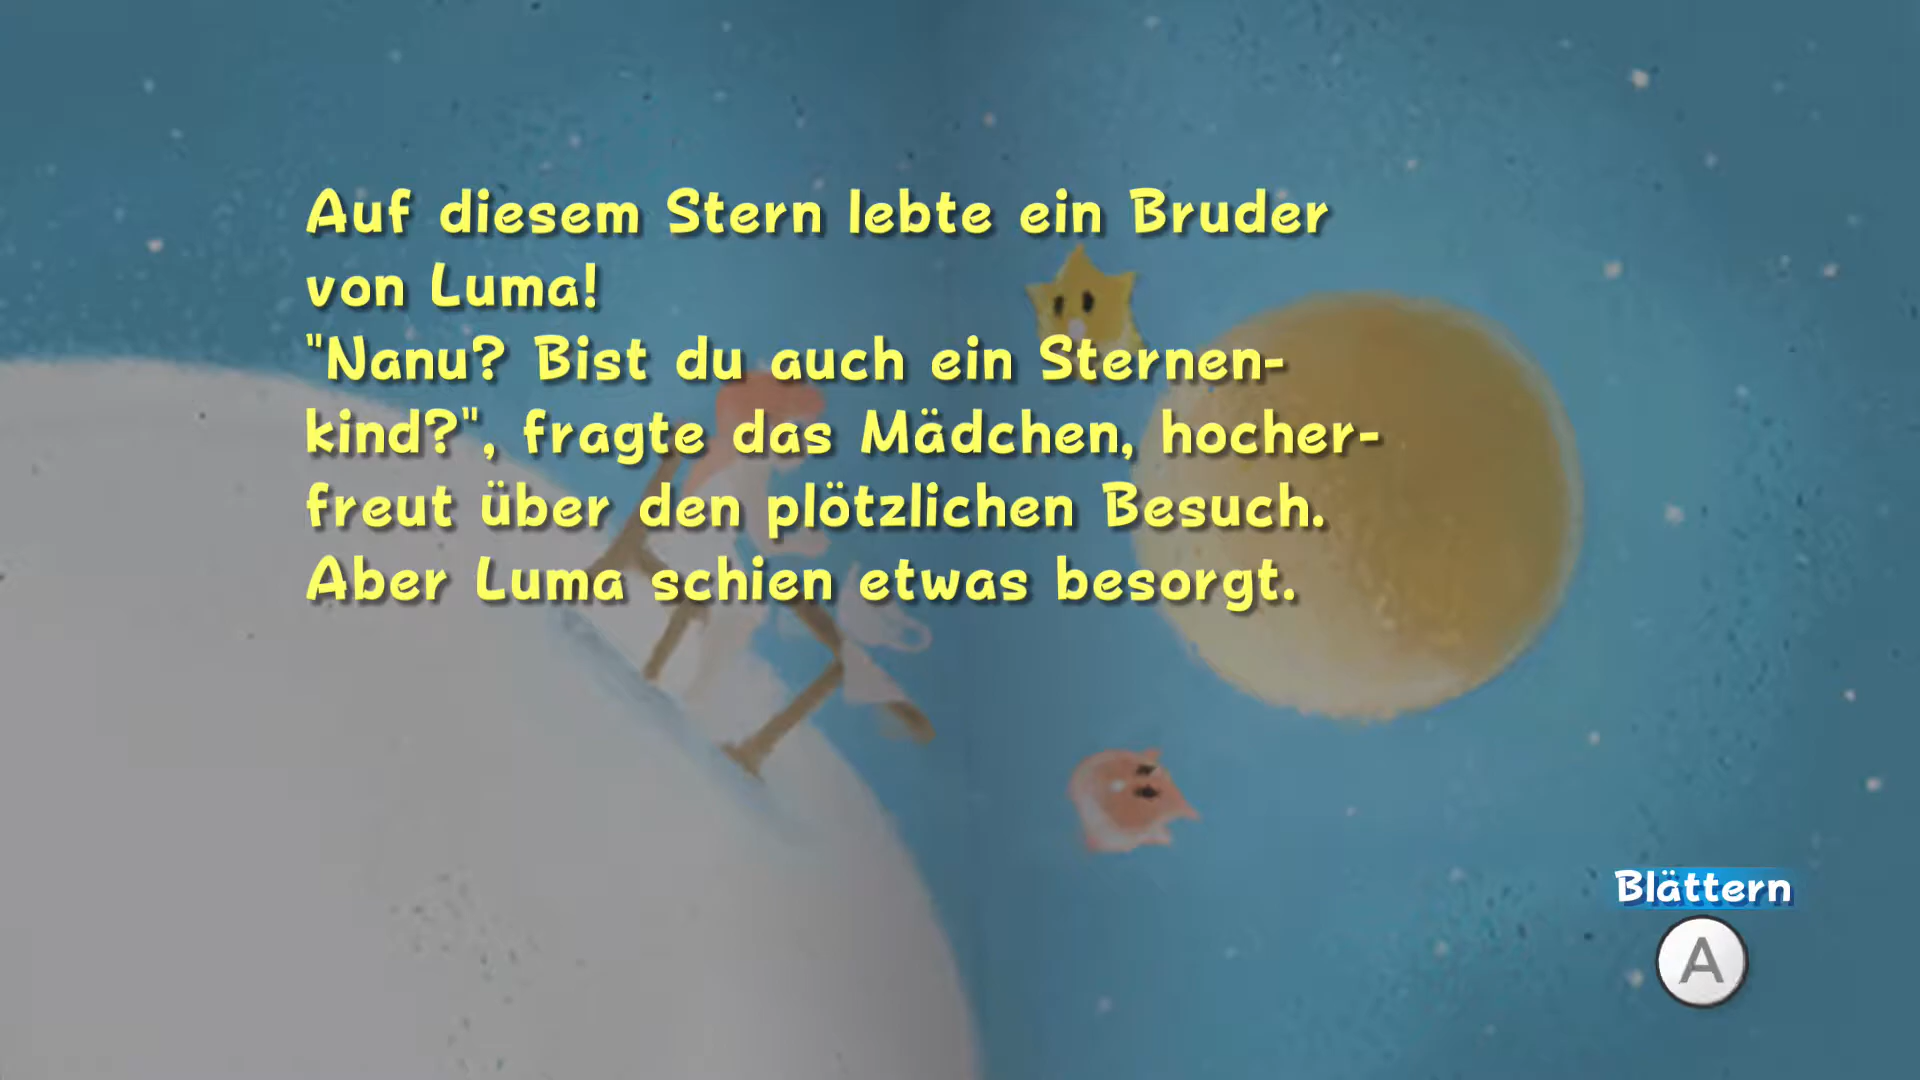 Auf diesem Stern lebte ein Bruder
von Luma!
"Nanu? Bist du auch ein Sternen-
kind?", fragte das Mädchen, hocher-
freut über den plötzlichen Besuch.
Aber Luma schien etwas besorgt.
Blättern
A